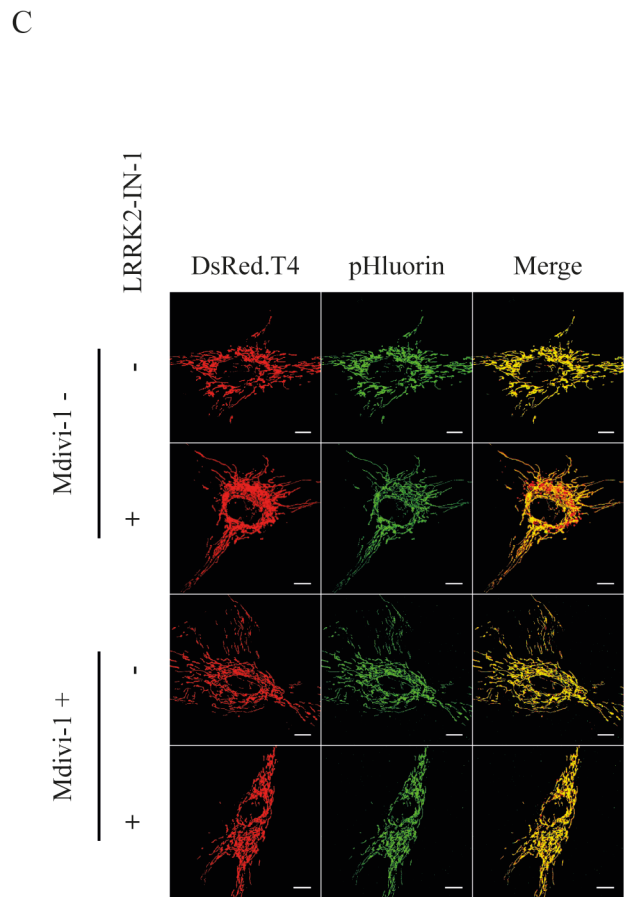 C
LRRK2-IN-1
DsRed.T4 pHluorin Merge
Mdivi-1 -
-
+
Mdivi-1 +
-
+